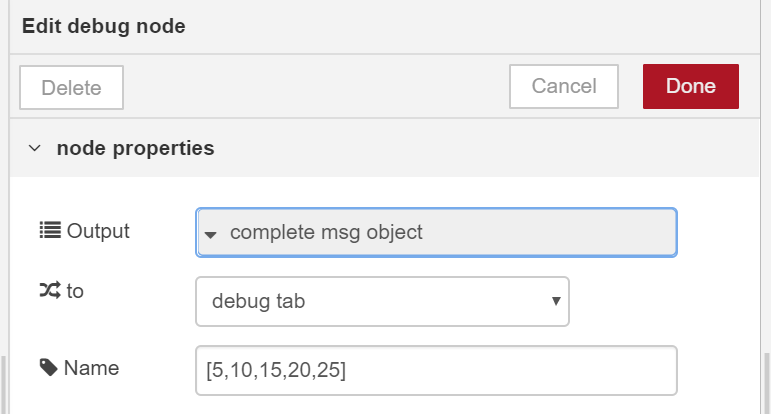 Edit debug node
Delete Cancel Done
node properties
Output complete msg object
to debug tab
Name [5,10,15,20,25]